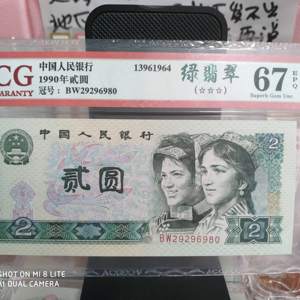 CG
WARRANTY
中国人民银行
1990年贰圆
冠号：BW29296980
13961964
绿翡翠
(☆☆☆)
67 EPQ
Superb Gem Unc
中国人民银行
贰圆
2
2
BW29296980
SHOT ON MI 8 LITE
AI DUAL CAMERA